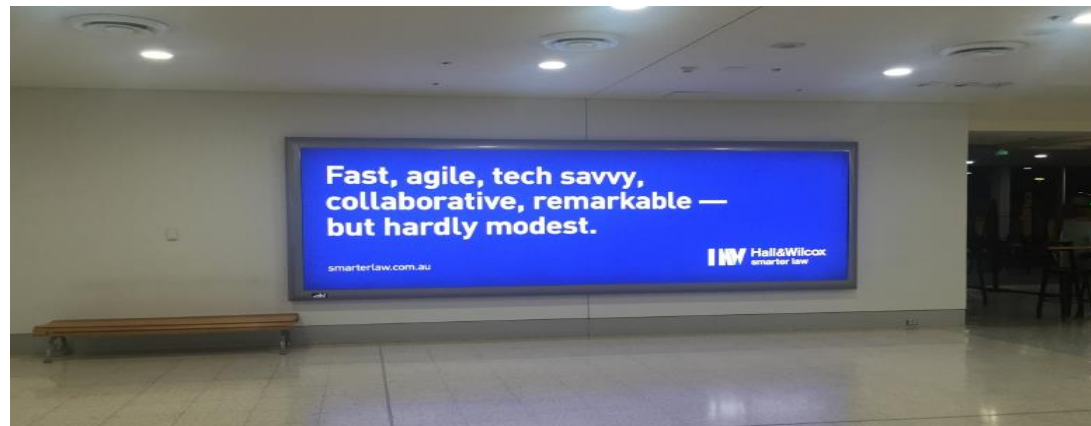 Fast, agile, tech savvy,
collaborative, remarkable —
but hardly modest.
smarterlaw.com.au
Hall&Wilcox
smarter law